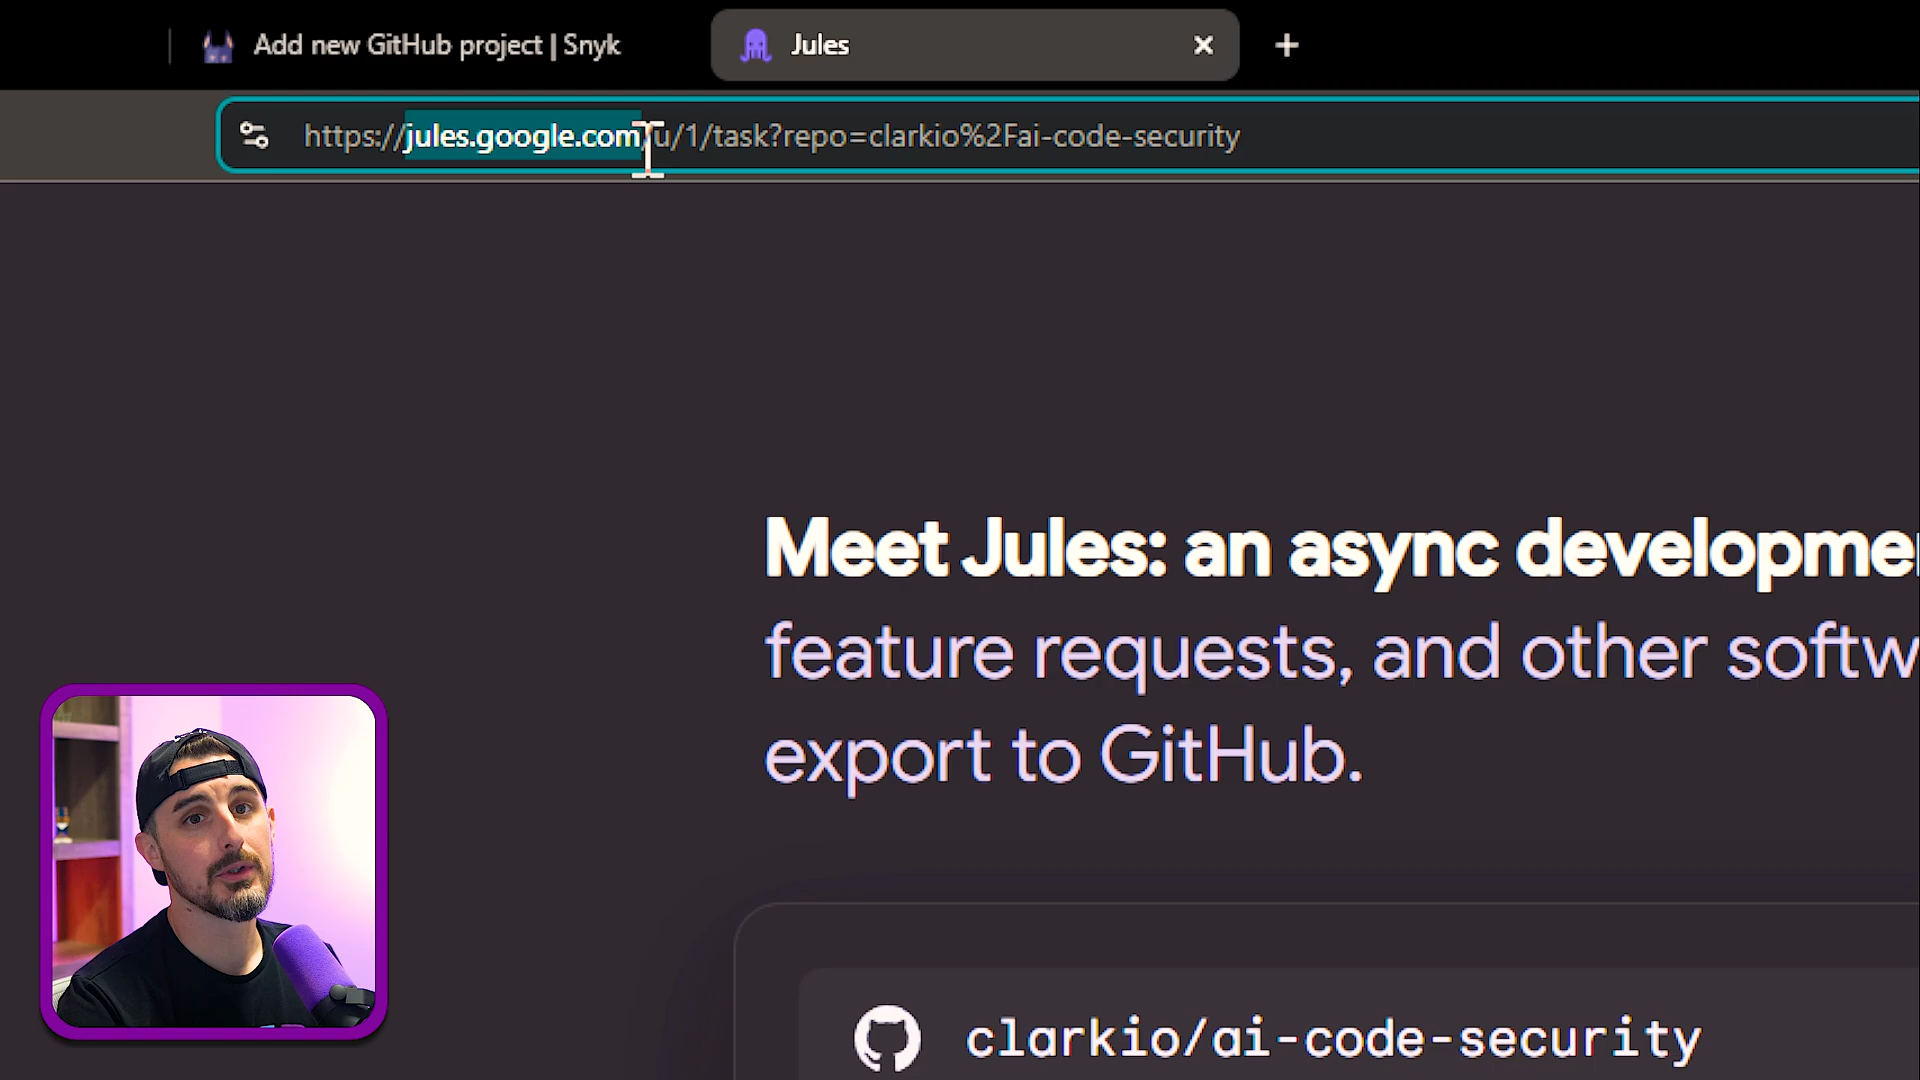 Add new GitHub project | Snyk
Jules
https://jules.google.com/u/1/task?repo=clarkio%2Fai-code-security
Meet Jules: an async developme
feature requests, and other softw
export to GitHub.
clarkio/ai-code-security